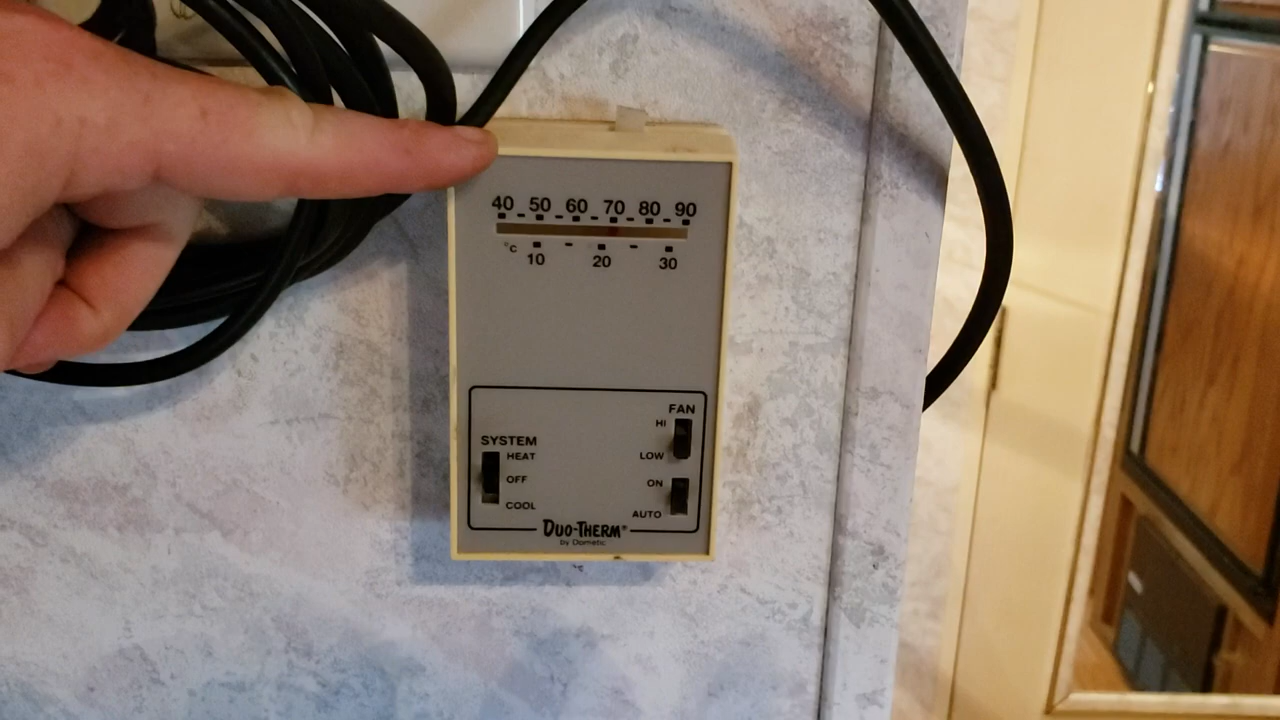 40 50 60 70 80 90
°C 10 20 30
FAN
HI
LOW
ON
AUTO
SYSTEM
HEAT
OFF
COOL
DUO-THERM®
by Dometic